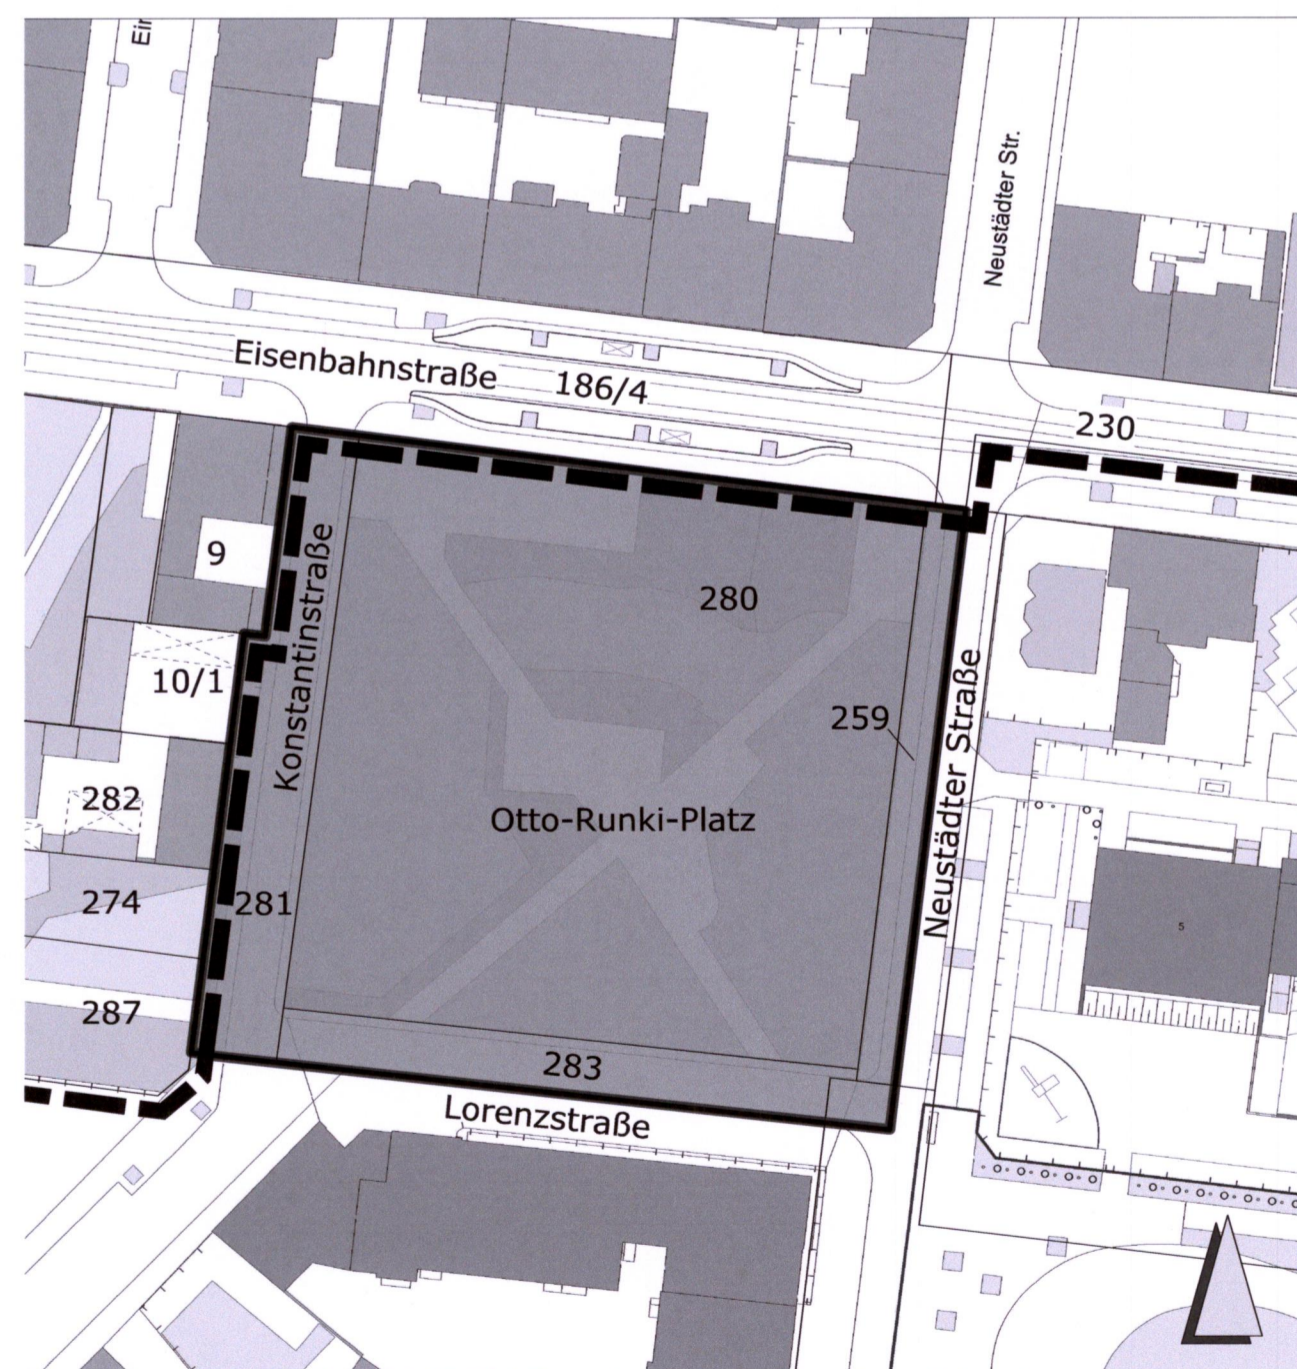 Neustädter Str.
Eisenbahnstraße
186/4
230
9
Konstantinstraße
280
10/1
259
Neustädter Straße
282
Otto-Runki-Platz
274
281
5
287
283
Lorenzstraße